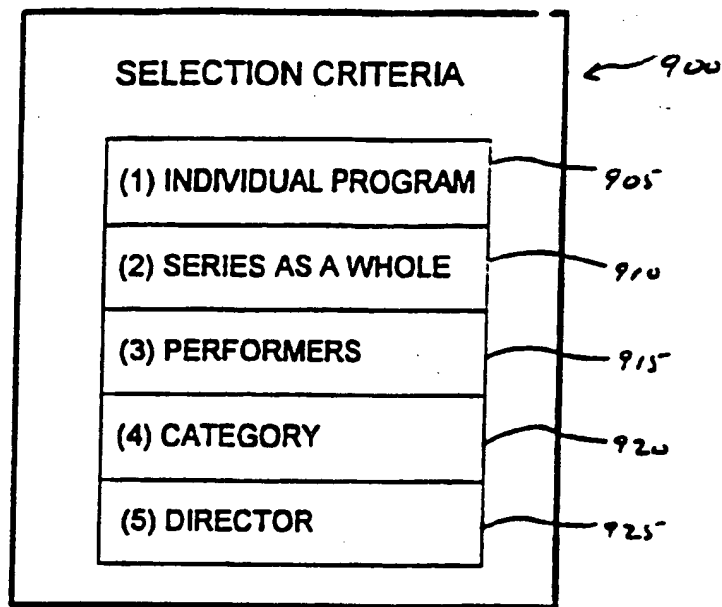 SELECTION CRITERIA
900
(1) INDIVIDUAL PROGRAM
905
(2) SERIES AS A WHOLE
910
(3) PERFORMERS
915
(4) CATEGORY
920
(5) DIRECTOR
925